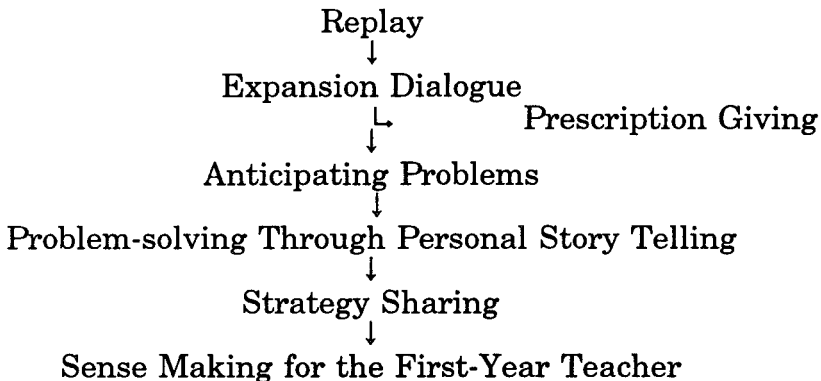 Replay
Expansion Dialogue
Prescription Giving
Anticipating Problems
Problem-solving Through Personal Story Telling
Strategy Sharing
Sense Making for the First-Year Teacher